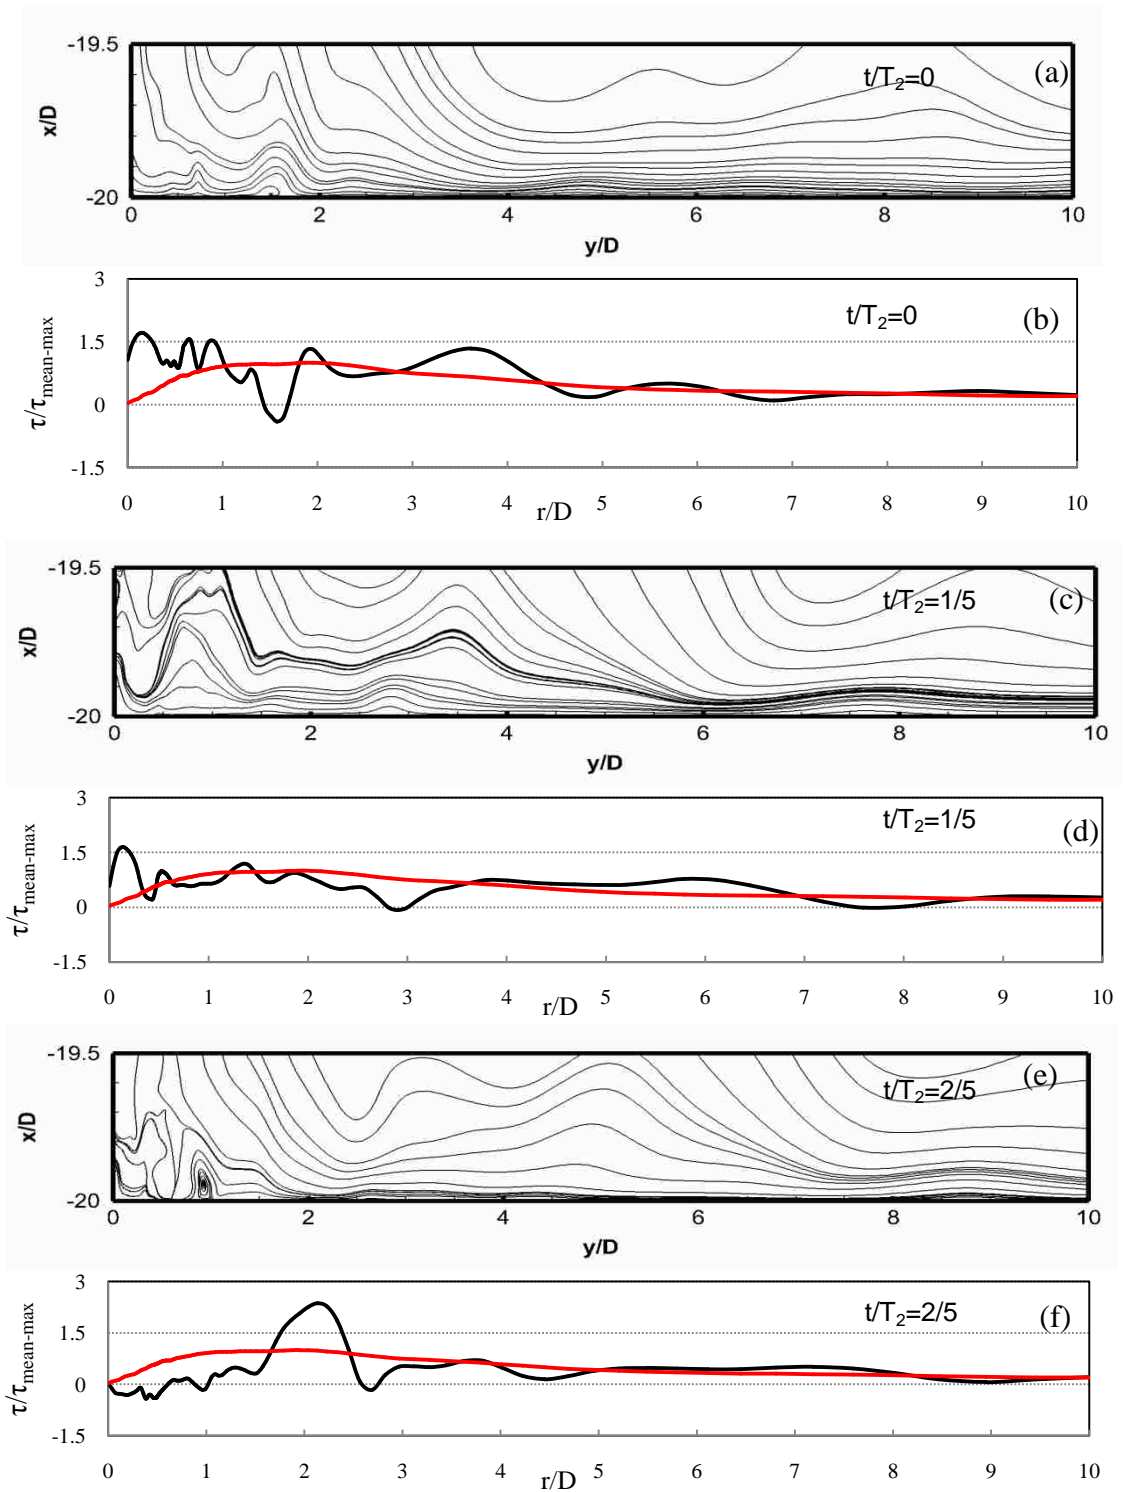 -19.5
t/T2=0
(a)
x/D
-20
0 2 4 6 8 10
y/D
3
t/T2=0
(b)
1.5
τ/τmean-max
0
-1.5
0 1 2 3 4 5 6 7 8 9 10
r/D
-19.5
t/T2=1/5
(c)
x/D
-20
0 2 4 6 8 10
y/D
3
t/T2=1/5
(d)
1.5
τ/τmean-max
0
-1.5
0 1 2 3 4 5 6 7 8 9 10
r/D
-19.5
(e)
t/T2=2/5
x/D
-20
0 2 4 6 8 10
y/D
3
t/T2=2/5
(f)
1.5
τ/τmean-max
0
-1.5
0 1 2 3 4 5 6 7 8 9 10
r/D